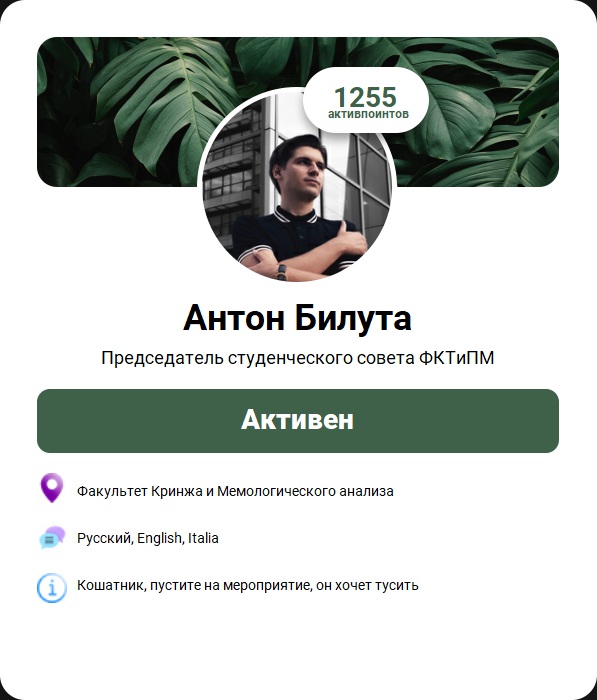 1255
активпоинтов
Антон Билута
Председатель студенческого совета ФКТиПМ
Активен
Факультет Кринжа и Мемологического анализа
Русский, English, Italia
Кошатник, пустите на мероприятие, он хочет тусить